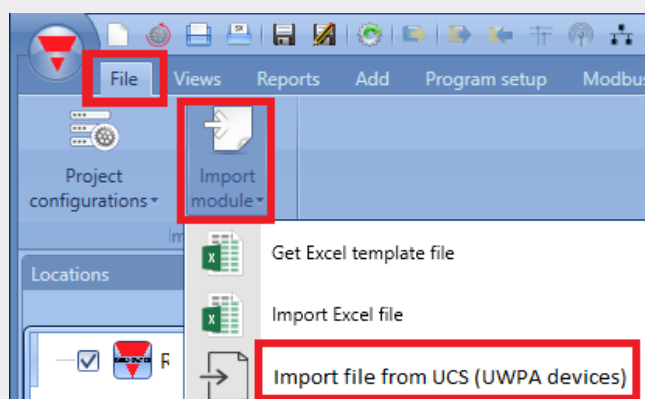 File Views Reports Add Program setup
Project
configurations
Import
module
Get Excel template file
Locations
Import Excel file
Import file from UCS (UWPA devices)